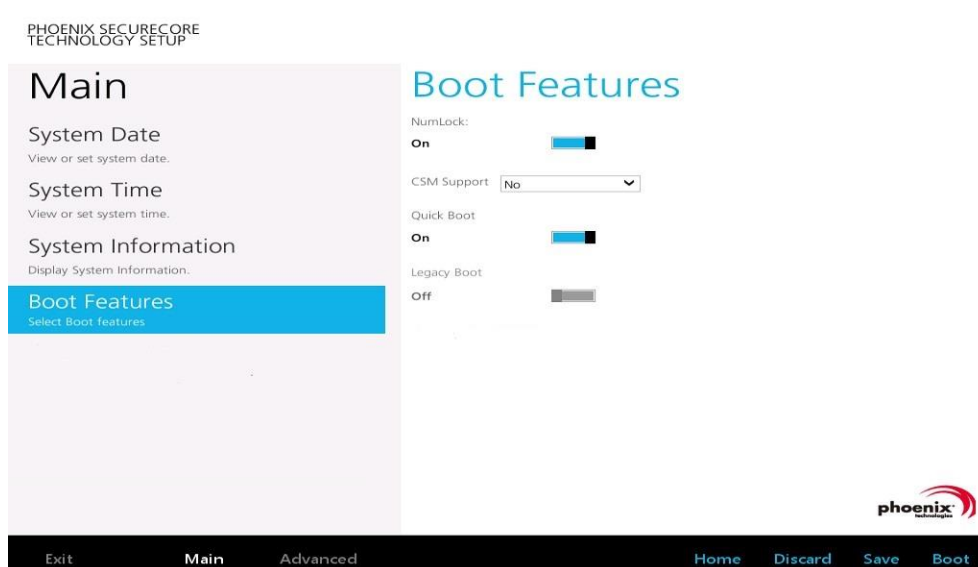 PHOENIX SECURECORE
TECHNOLOGY SETUP
Main
System Date
View or set system date.
System Time
View or set system time.
System Information
Display System Information.
Boot Features
Select Boot features
Boot Features
NumLock:
On
CSM Support No
Quick Boot
On
Legacy Boot
Off
phoenix
technologies
Exit Main Advanced Home Discard Save Boot